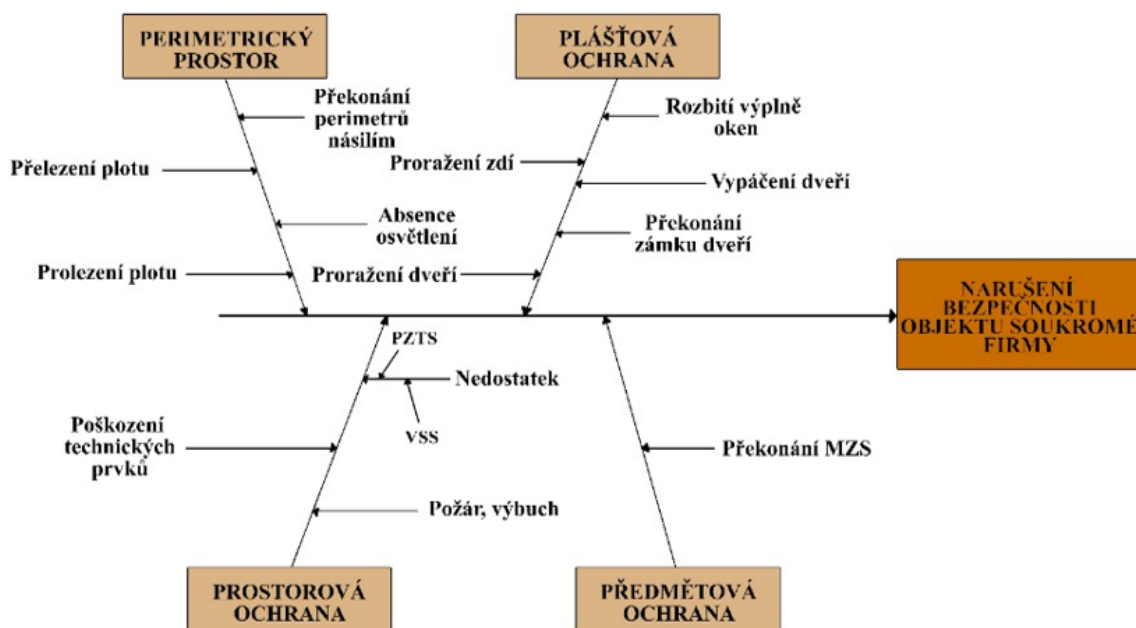 PERIMETRICKÝ
PROSTOR
PLÁŠŤOVÁ
OCHRANA
Překonání
perimetrů
násilím
Rozbití výplně
oken
Přelezení plotu
Proražení zdí
Vypáčení dveří
Absence
osvětlení
Překonání
zámku dveří
Prolezení plotu
Proražení dveří
NARUŠENÍ
BEZPEČNOSTI
OBJEKTU SOUKROMÉ
FIRMY
PZTS
Nedostatek
VSS
Poškození
technických
prvků
Překonání MZS
Požár, výbuch
PROSTOROVÁ
OCHRANA
PŘEDMĚTOVÁ
OCHRANA